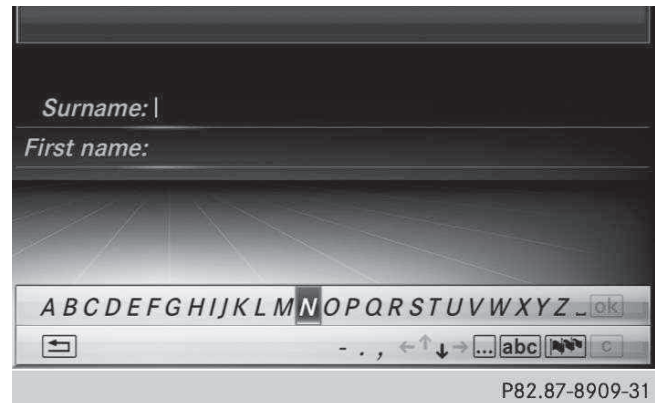 Surname:
First name:
A B C D E F G H I J K L M N O P Q R S T U V W X Y Z _ ok
- . , ←↑↓→ ... abc c
P82.87-8909-31